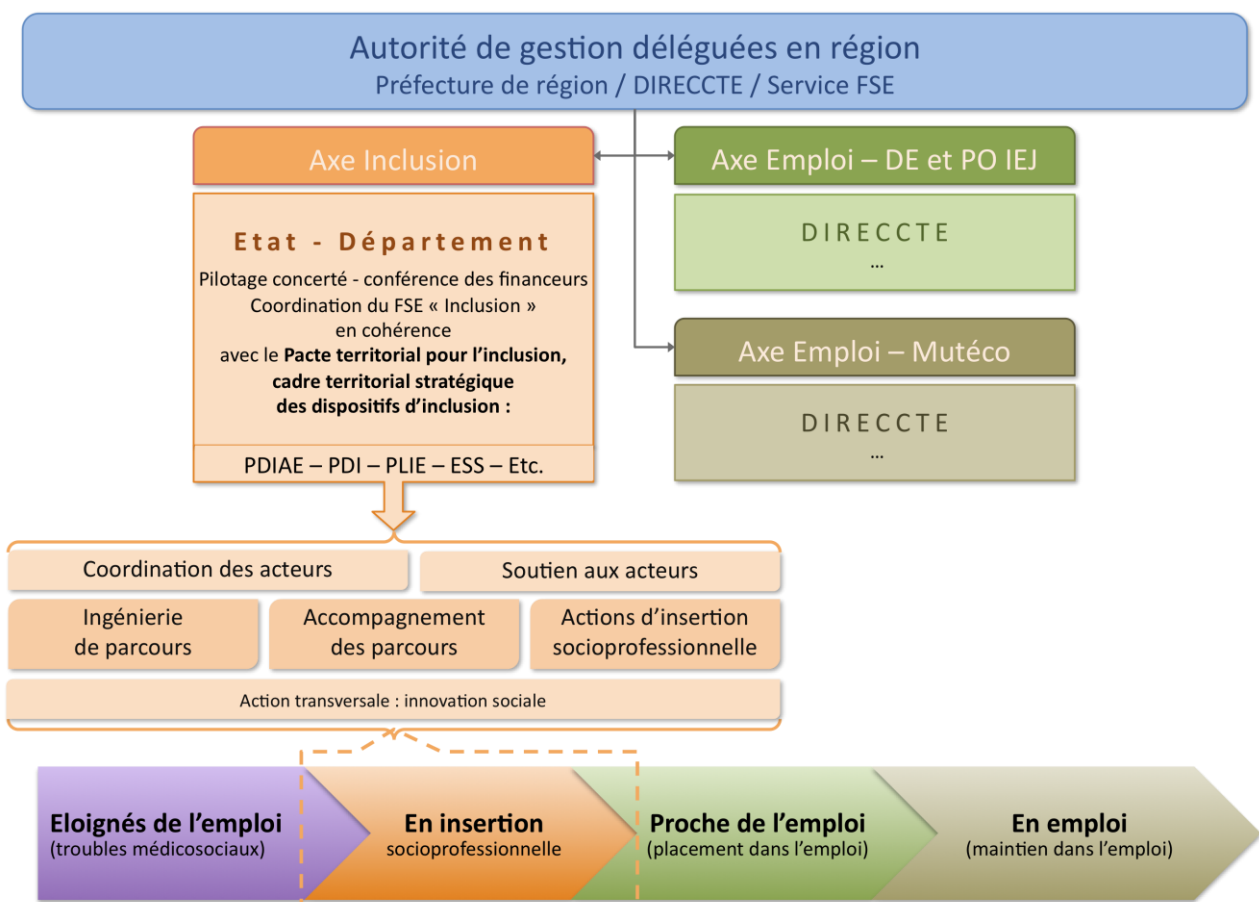 Autorité de gestion déléguées en région
Préfecture de région / DIRECCTE / Service FSE
Axe Inclusion
Etat - Département
Pilotage concerté - conférence des financeurs
Coordination du FSE « Inclusion »
en cohérence
avec le Pacte territorial pour l’inclusion,
cadre territorial stratégique
des dispositifs d’inclusion :
PDIAE – PDI – PLIE – ESS – Etc.
Axe Emploi – DE et PO IEJ
DIRECCTE
...
Axe Emploi – Mutéco
DIRECCTE
...
Coordination des acteurs
Soutien aux acteurs
Ingénierie
de parcours
Accompagnement
des parcours
Actions d’insertion
socioprofessionnelle
Action transversale : innovation sociale
Eloignés de l’emploi
(troubles médicosociaux)
En insertion
socioprofessionnelle
Proche de l’emploi
(placement dans l’emploi)
En emploi
(maintien dans l’emploi)